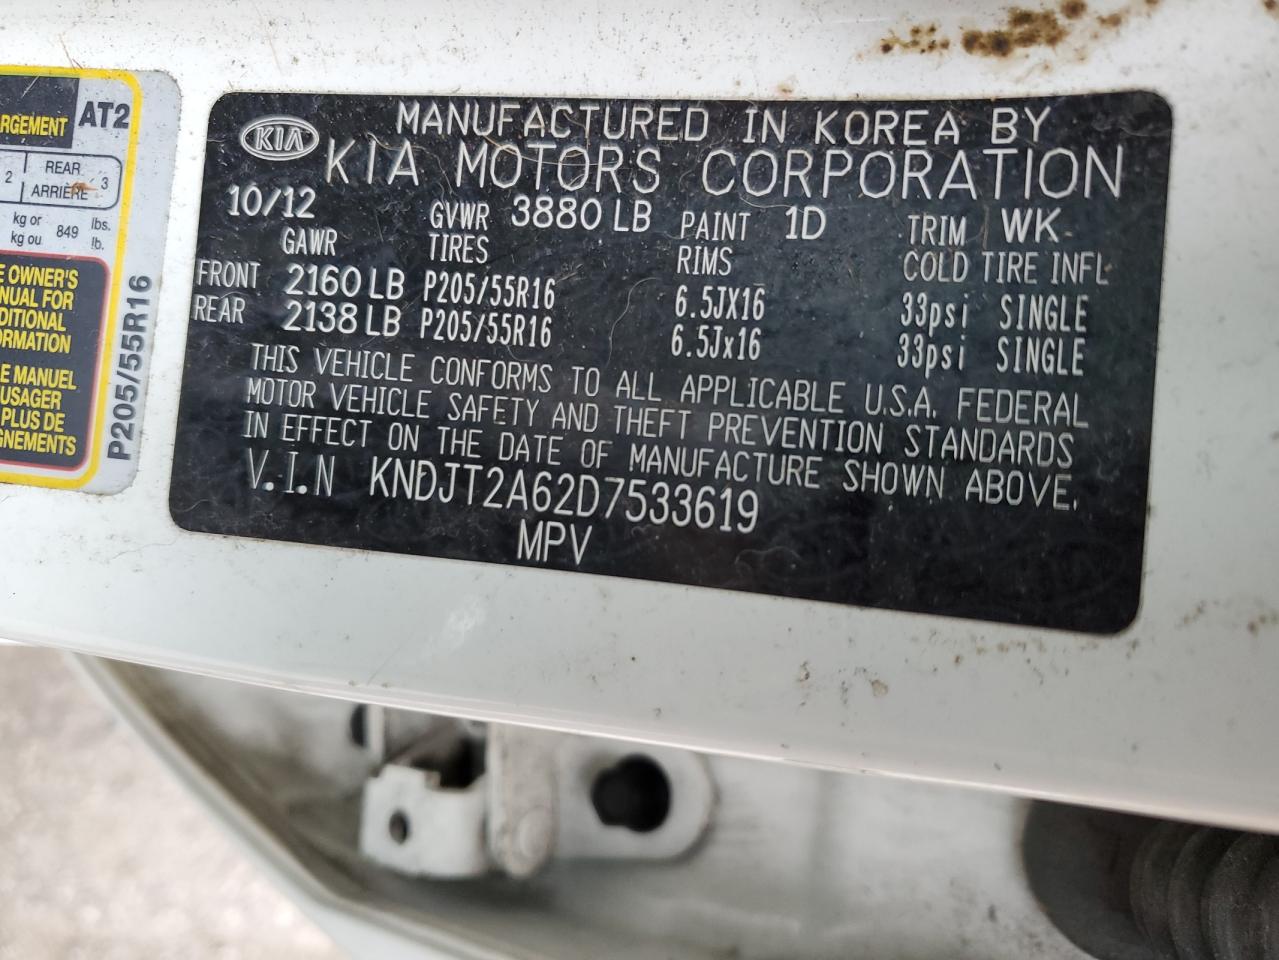 RGEMENT AT2
2 REAR 3
ARRIÈRE
kg or 849 lbs.
kg ou lb.
E OWNER'S
NUAL FOR
DITIONAL
ORMATION
E MANUEL
USAGER
PLUS DE
GNEMENTS
P205/55R16
KIA
MANUFACTURED IN KOREA BY
KIA MOTORS CORPORATION
10/12 GVWR 3880 LB PAINT 1D TRIM WK
GAWR TIRES RIMS COLD TIRE INFL
FRONT 2160 LB P205/55R16 6.5JX16 33psi SINGLE
REAR 2138 LB P205/55R16 6.5Jx16 33psi SINGLE
THIS VEHICLE CONFORMS TO ALL APPLICABLE U.S.A. FEDERAL
MOTOR VEHICLE SAFETY AND THEFT PREVENTION STANDARDS
IN EFFECT ON THE DATE OF MANUFACTURE SHOWN ABOVE.
V.I.N KNDJT2A62D7533619
MPV